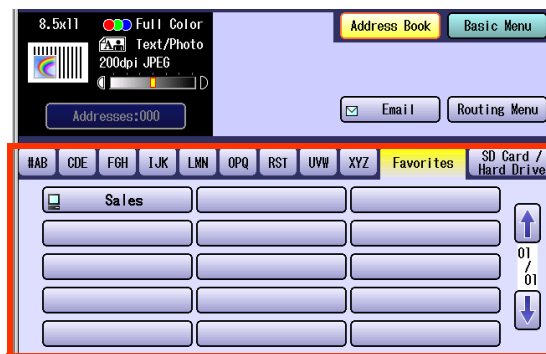 8.5x11 Full Color
A Text/Photo
200dpi JPEG
D
Addresses:000
Address Book
Basic Menu
Email
Routing Menu
#AB CDE FGH IJK LMN OPQ RST UVW XYZ Favorites SD Card /
Hard Drive
Sales
01
/
01